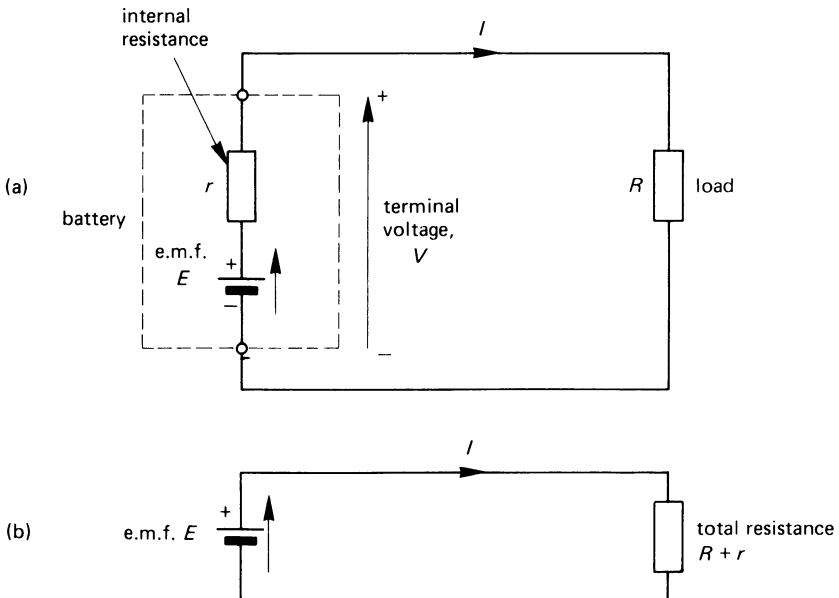 internal
resistance
I
+
(a)
r
R
load
battery
terminal
voltage,
V
e.m.f.
E
+
−
−
I
(b)
+
e.m.f. E
total resistance
R + r